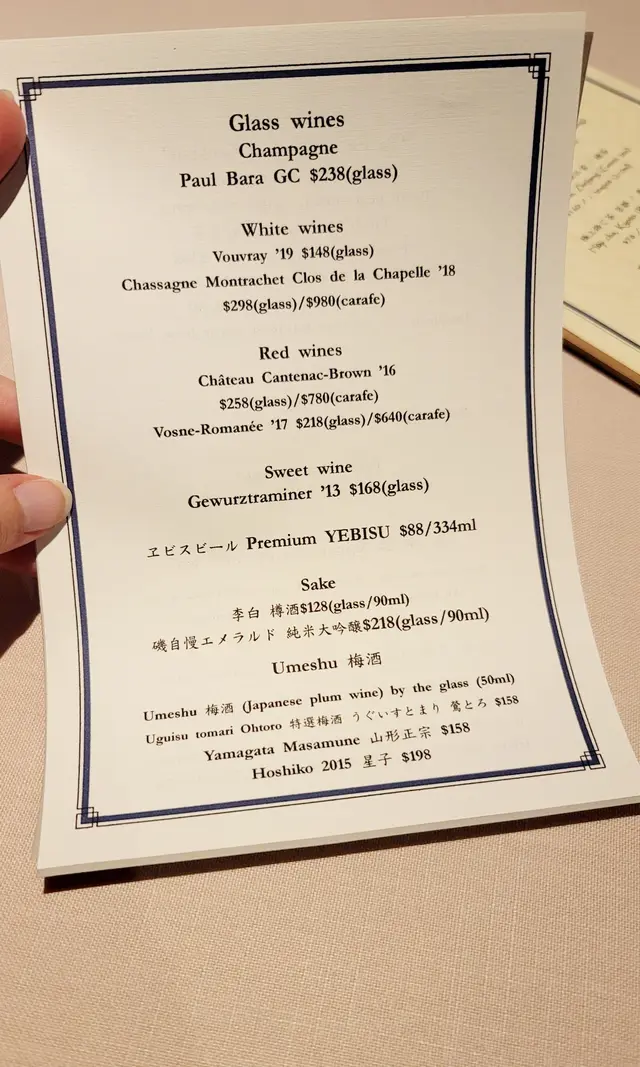 Glass wines
Champagne
Paul Bara GC $238(glass)
White wines
Vouvray '19 $148(glass)
Chassagne Montrachet Clos de la Chapelle '18
$298(glass)/$980(carafe)
Red wines
Château Cantenac-Brown '16
$258(glass)/$780(carafe)
Vosne-Romanée '17 $218(glass)/$640(carafe)
Sweet wine
Gewurztraminer '13 $168(glass)
ヱビスビール Premium YEBISU $88/334ml
Sake
李白 樽酒$128(glass/90ml)
磯自慢エメラルド 純米大吟醸$218(glass/90ml)
Umeshu 梅酒
Umeshu 梅酒 (Japanese plum wine) by the glass (50ml)
Uguisu tomari Ohtoro 特選梅酒 うぐいすとまり 鶯とろ $158
Yamagata Masamune 山形正宗 $158
Hoshiko 2015 星子 $198